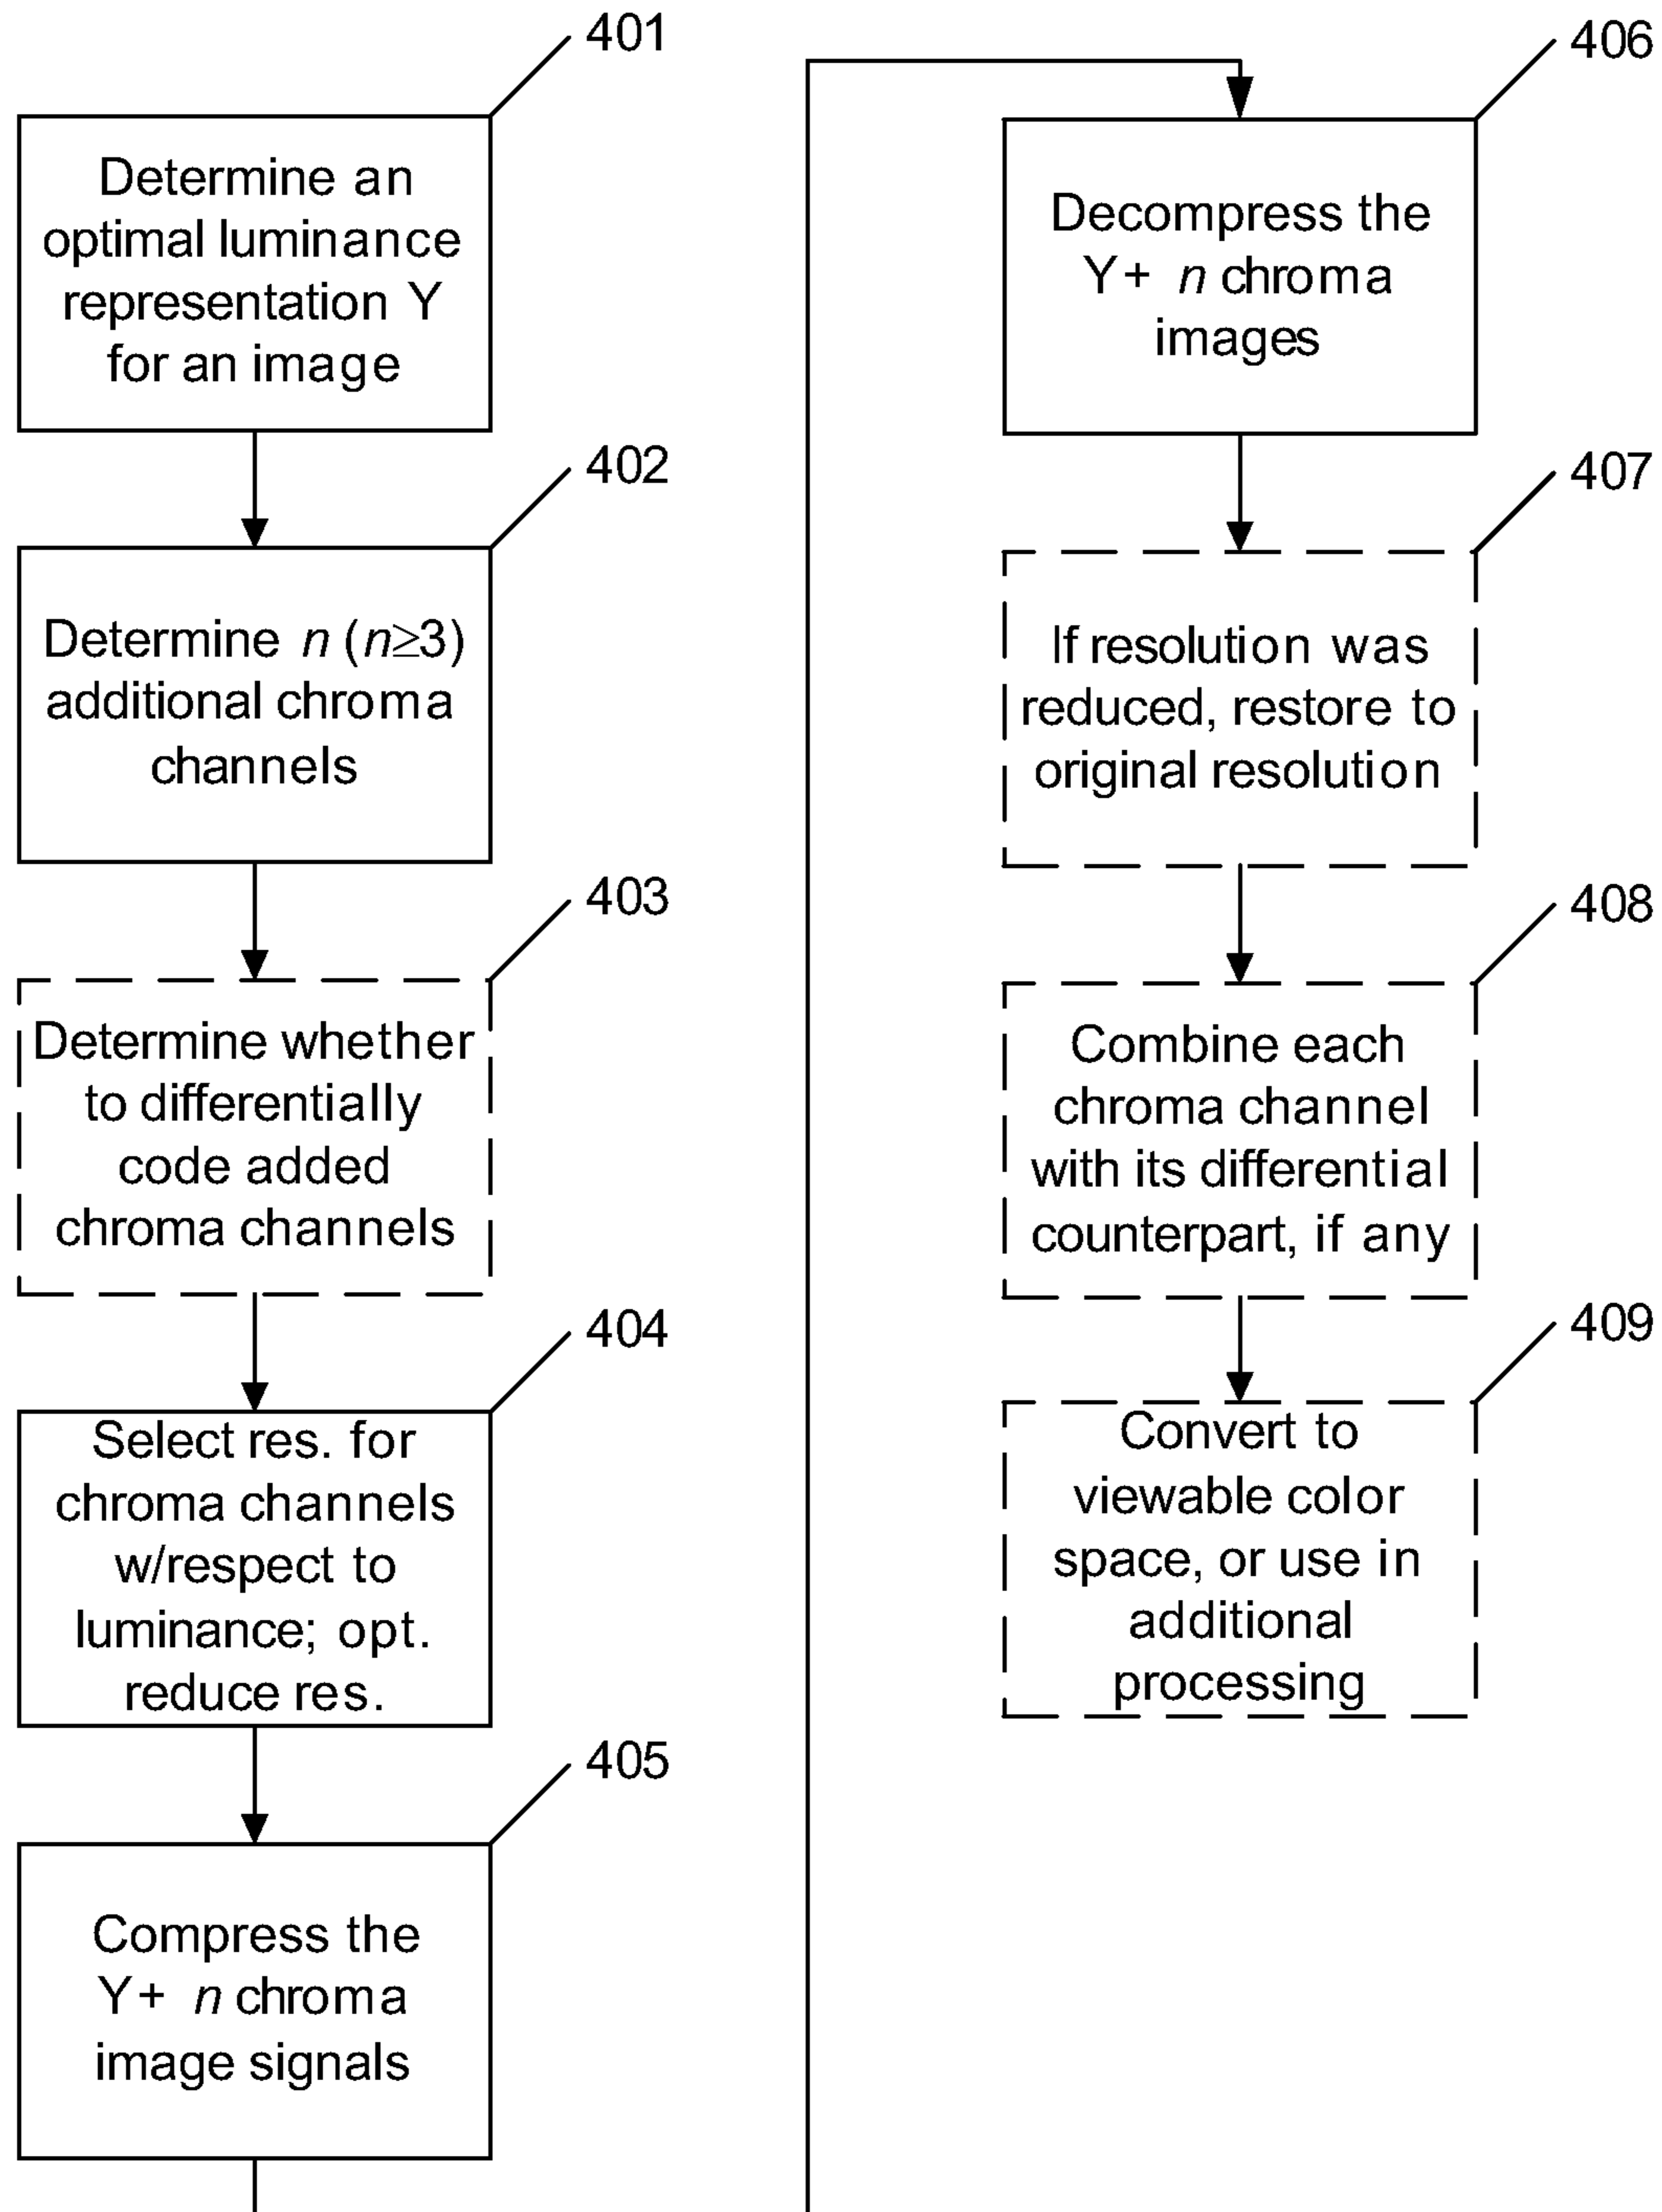 401
Determine an
optimal luminance
representation Y
for an image
402
Determine n (n≥3)
additional chroma
channels
403
Determine whether
to differentially
code added
chroma channels
404
Select res. for
chroma channels
w/respect to
luminance; opt.
reduce res.
405
Compress the
Y+ n chroma
image signals
406
Decompress the
Y+ n chroma
images
407
If resolution was
reduced, restore to
original resolution
408
Combine each
chroma channel
with its differential
counterpart, if any
409
Convert to
viewable color
space, or use in
additional
processing